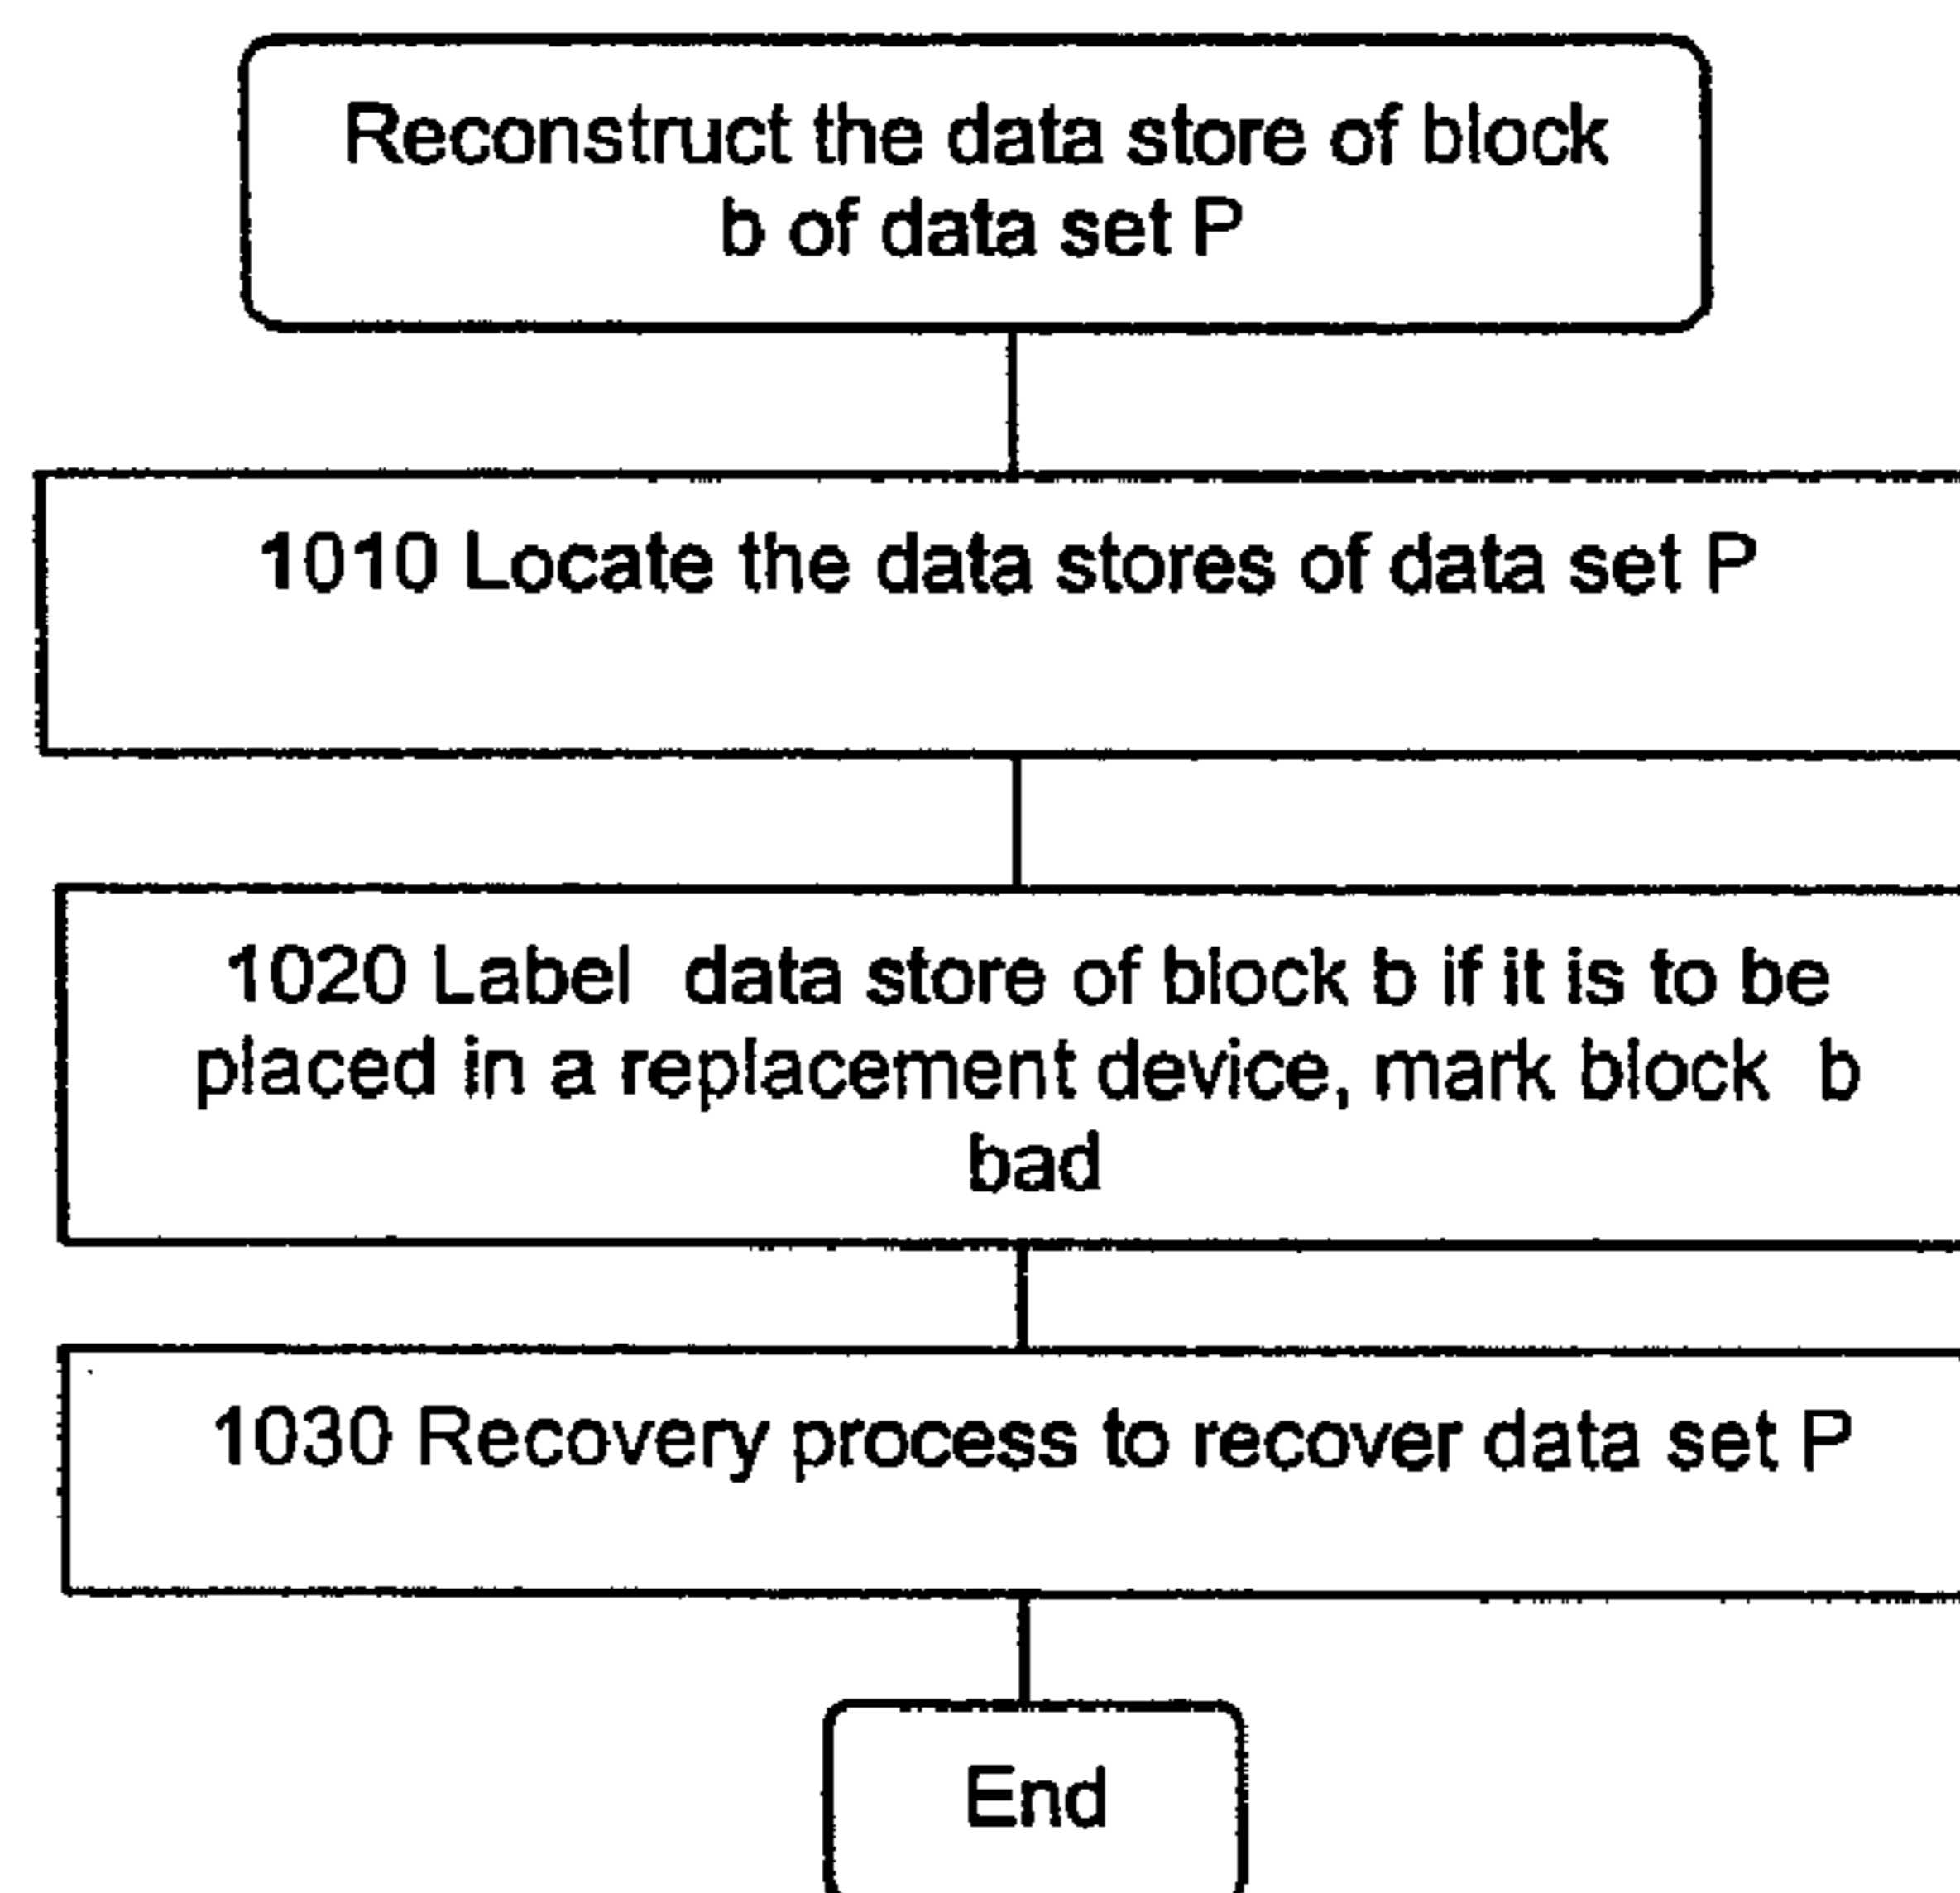 Reconstruct the data store of block
b of data set P
1010 Locate the data stores of data set P
1020 Label data store of block b if it is to be
placed in a replacement device, mark block b
bad
1030 Recovery process to recover data set P
End